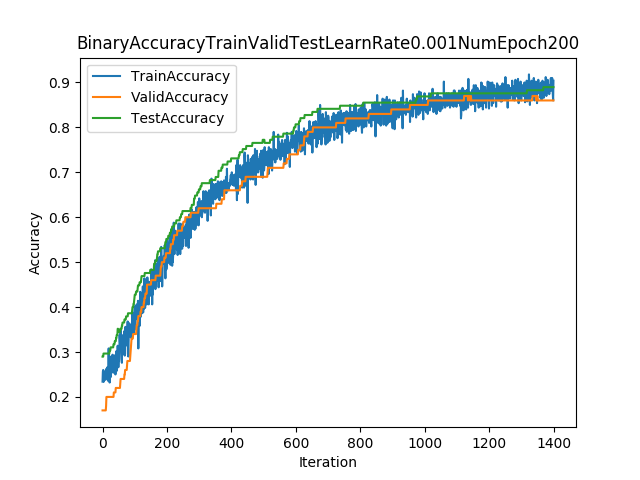 BinaryAccuracyTrainValidTestLearnRate0.001NumEpoch200
TrainAccuracy
ValidAccuracy
TestAccuracy
Accuracy
0.9
0.8
0.7
0.6
0.5
0.4
0.3
0.2
0 200 400 600 800 1000 1200 1400
Iteration